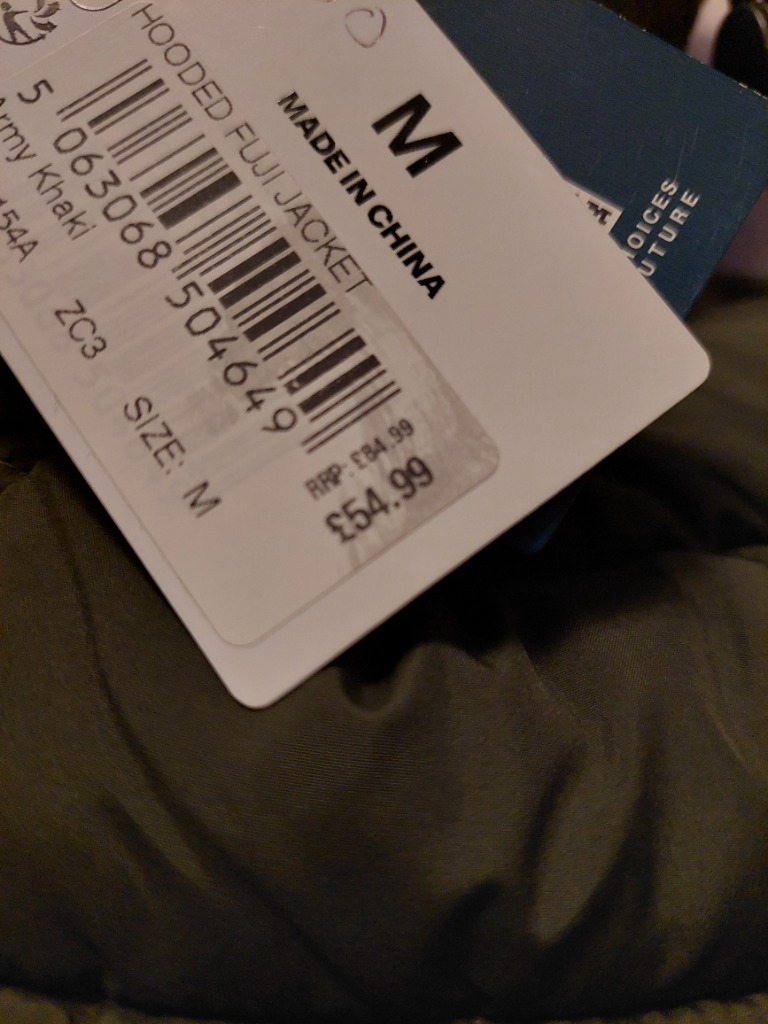 M
MADE IN CHINA
HOODED FUJI JACKET
5 063068 504649
Army Khaki
ZC3
SIZE: M
RRP: £84.99
£54.99